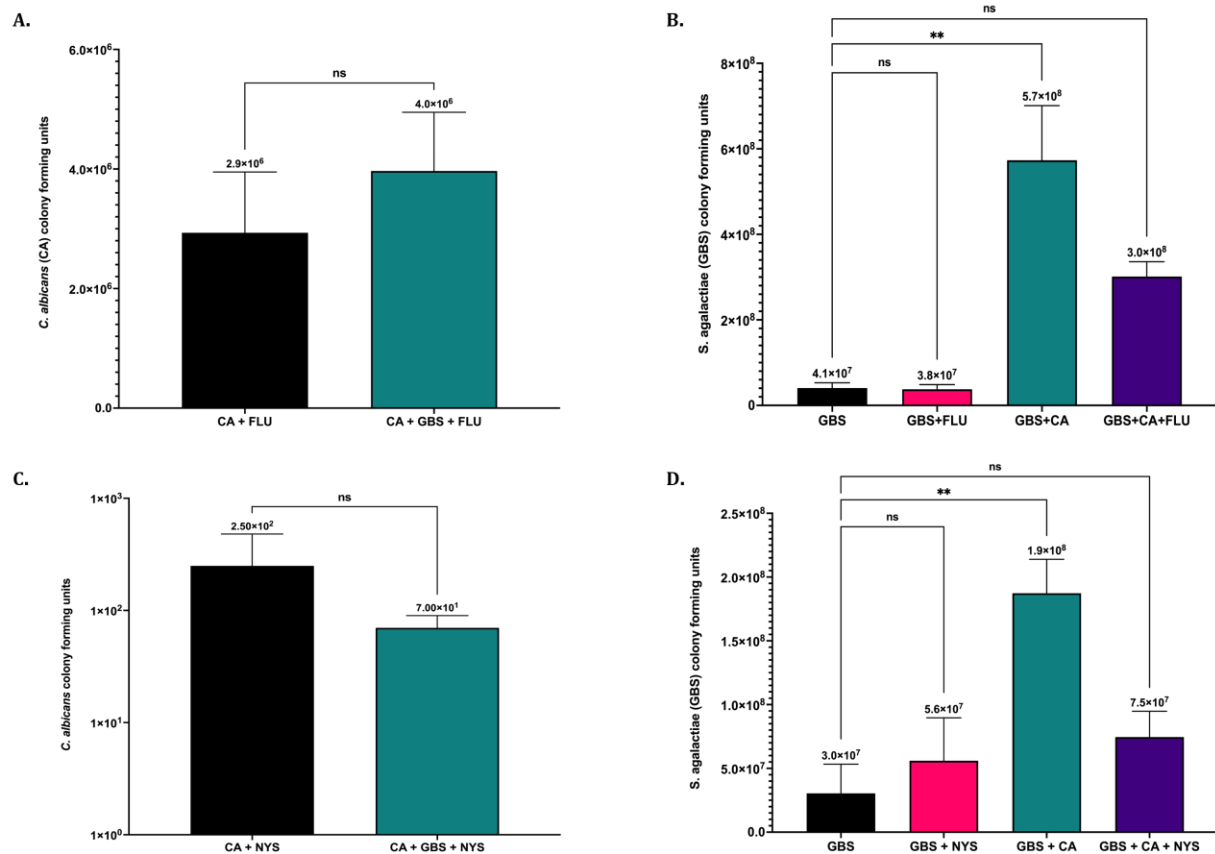 A.
C. albicans (CA) colony forming units
6.0×10⁶
4.0×10⁶
2.0×10⁶
0.0
ns
2.9×10⁶
4.0×10⁶
CA + FLU
CA + GBS + FLU
B.
S. agalactiae (GBS) colony forming units
8×10⁸
6×10⁸
4×10⁸
2×10⁸
0
ns
**
ns
4.1×10⁷
3.8×10⁷
5.7×10⁸
3.0×10⁸
GBS
GBS+FLU
GBS+CA
GBS+CA+FLU
C.
C. albicans colony forming units
1×10³
1×10²
1×10¹
1×10⁰
ns
2.50×10²
7.00×10¹
CA + NYS
CA + GBS + NYS
D.
S. agalactiae (GBS) colony forming units
2.5×10⁸
2.0×10⁸
1.5×10⁸
1.0×10⁸
5.0×10⁷
0.0
ns
**
ns
3.0×10⁷
5.6×10⁷
1.9×10⁸
7.5×10⁷
GBS
GBS + NYS
GBS + CA
GBS + CA + NYS